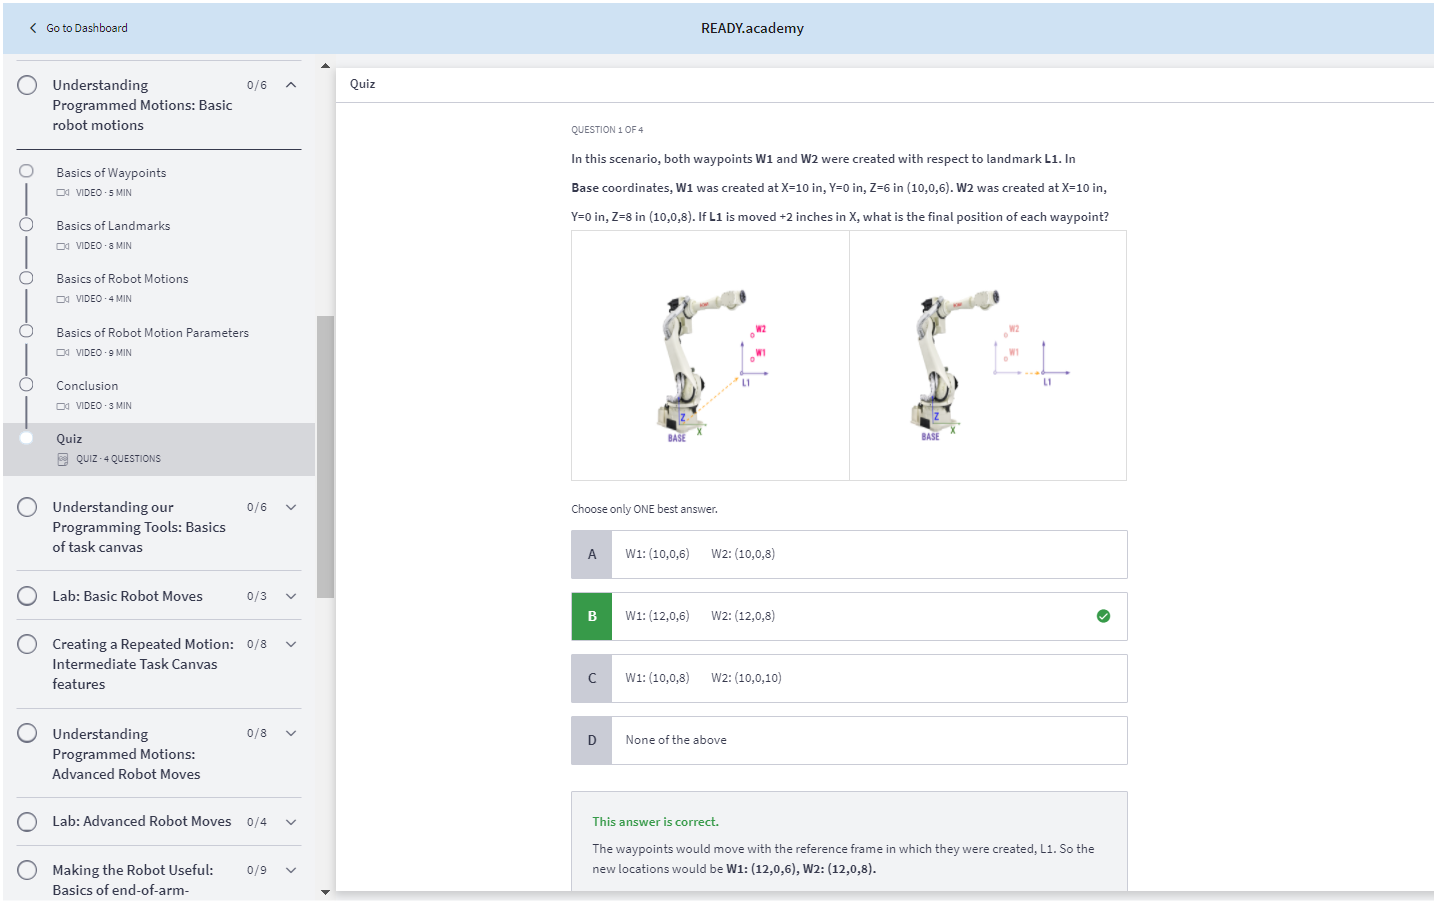 Go to Dashboard
READY.academy
Understanding
Programmed Motions: Basic
robot motions
0/6
Basics of Waypoints
VIDEO · 5 MIN
Basics of Landmarks
VIDEO · 8 MIN
Basics of Robot Motions
VIDEO · 4 MIN
Basics of Robot Motion Parameters
VIDEO · 9 MIN
Conclusion
VIDEO · 3 MIN
Quiz
QUIZ · 4 QUESTIONS
Understanding our
Programming Tools: Basics
of task canvas
0/6
Lab: Basic Robot Moves
0/3
Creating a Repeated Motion:
Intermediate Task Canvas
features
0/8
Understanding
Programmed Motions:
Advanced Robot Moves
0/8
Lab: Advanced Robot Moves
0/4
Making the Robot Useful:
Basics of end-of-arm-
0/9
Quiz
QUESTION 1 OF 4
In this scenario, both waypoints W1 and W2 were created with respect to landmark L1. In
Base coordinates, W1 was created at X=10 in, Y=0 in, Z=6 in (10,0,6). W2 was created at X=10 in,
Y=0 in, Z=8 in (10,0,8). If L1 is moved +2 inches in X, what is the final position of each waypoint?
W2
W1
L1
Z
X
BASE
W2
W1
L1
Z
X
BASE
Choose only ONE best answer.
A W1: (10,0,6) W2: (10,0,8)
B W1: (12,0,6) W2: (12,0,8)
C W1: (10,0,8) W2: (10,0,10)
D None of the above
This answer is correct.
The waypoints would move with the reference frame in which they were created, L1. So the
new locations would be W1: (12,0,6), W2: (12,0,8).